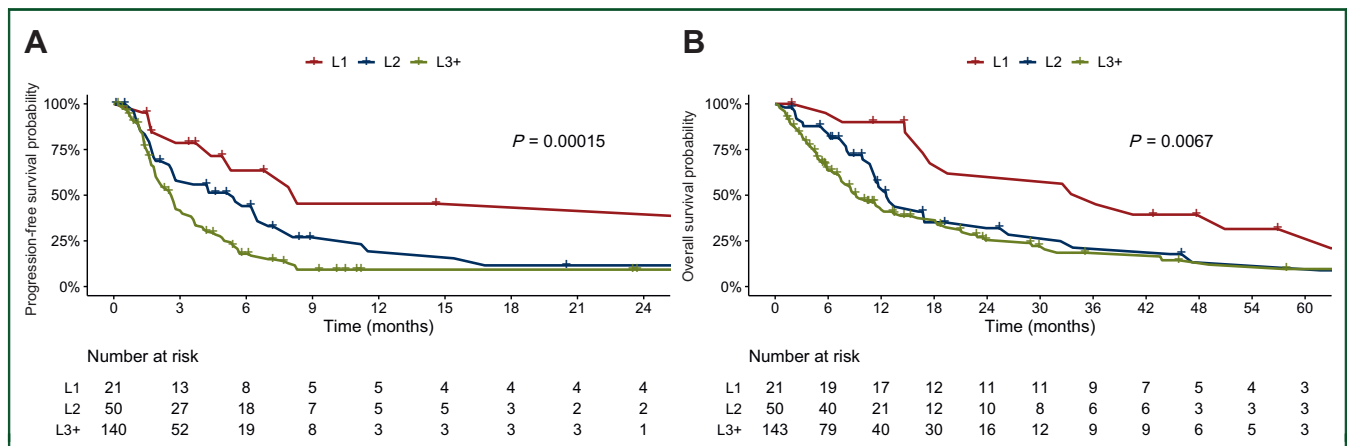 A
L1 L2 L3+
Progression-free survival probability
100%
75%
50%
25%
0%
P = 0.00015
0 3 6 9 12 15 18 21 24
Time (months)
Number at risk
L1 21 13 8 5 5 4 4 4 4
L2 50 27 18 7 5 5 3 2 2
L3+ 140 52 19 8 3 3 3 3 1
B
L1 L2 L3+
Overall survival probability
100%
75%
50%
25%
0%
P = 0.0067
0 6 12 18 24 30 36 42 48 54 60
Time (months)
Number at risk
L1 21 19 17 12 11 11 9 7 5 4 3
L2 50 40 21 12 10 8 6 6 3 3 3
L3+ 143 79 40 30 16 12 9 9 6 5 3